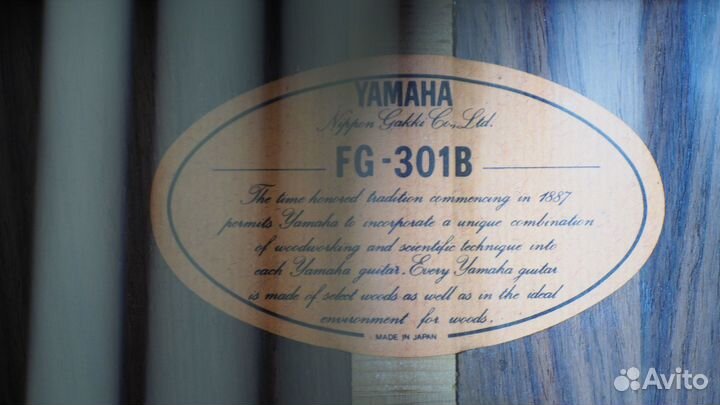 YAMAHA
Nippon Gakki Co., Ltd.
FG-301B
The time honored tradition commencing in 1887
permits Yamaha to incorporate a unique combination
of woodworking and scientific technique into
each Yamaha guitar. Every Yamaha guitar
is made of select woods as well as in the ideal
environment for woods.
MADE IN JAPAN
Avito